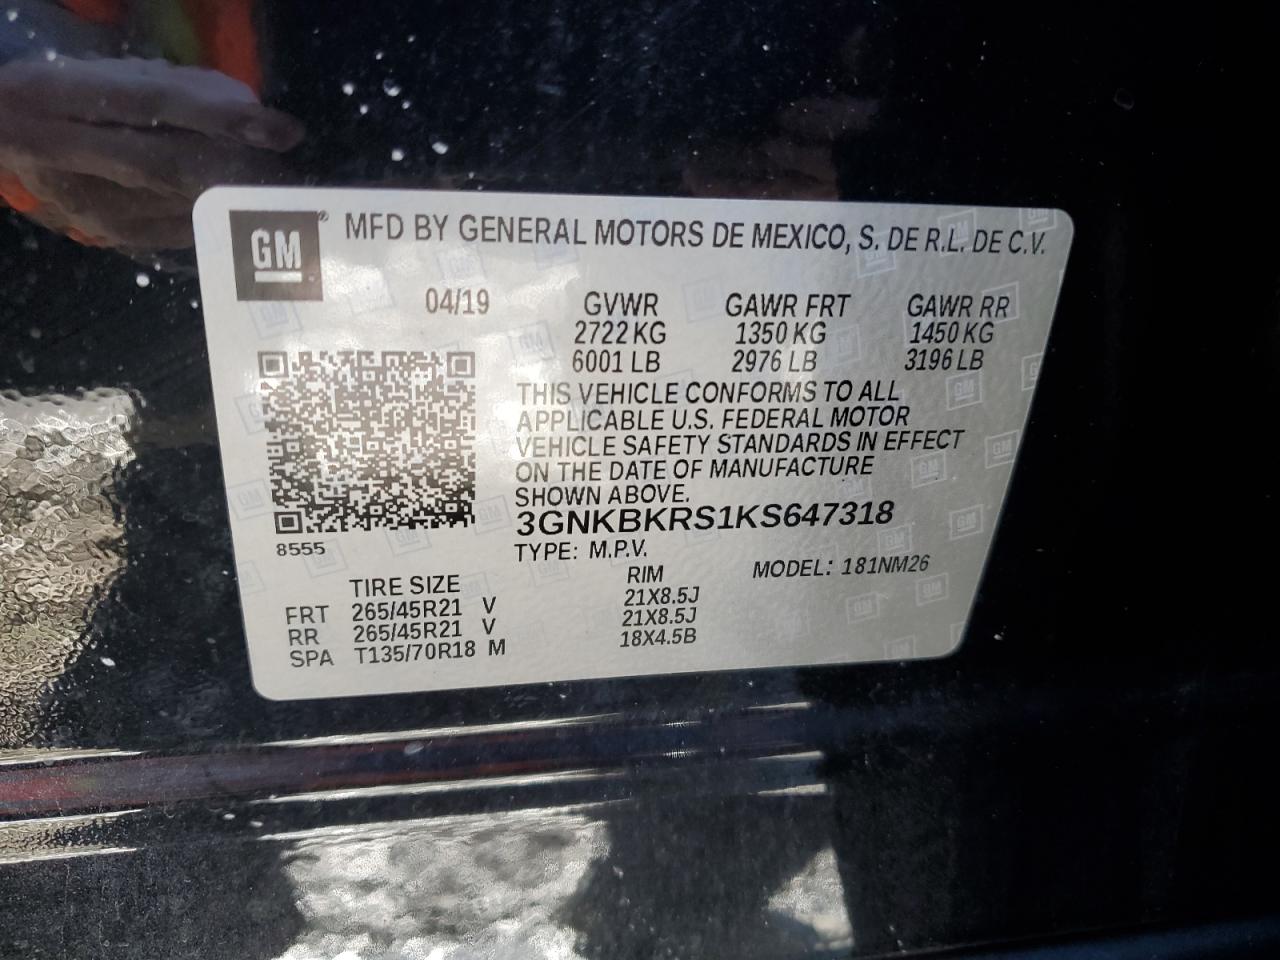 GM ® MFD BY GENERAL MOTORS DE MEXICO, S. DE R.L. DE C.V.
04/19 GVWR GAWR FRT GAWR RR
2722 KG 1350 KG 1450 KG
6001 LB 2976 LB 3196 LB
THIS VEHICLE CONFORMS TO ALL
APPLICABLE U.S. FEDERAL MOTOR
VEHICLE SAFETY STANDARDS IN EFFECT
ON THE DATE OF MANUFACTURE
SHOWN ABOVE.
3GNKBKRS1KS647318
8555
TYPE: M.P.V. MODEL: 181NM26
TIRE SIZE RIM
FRT 265/45R21 V 21X8.5J
RR 265/45R21 V 21X8.5J
SPA T135/70R18 M 18X4.5B